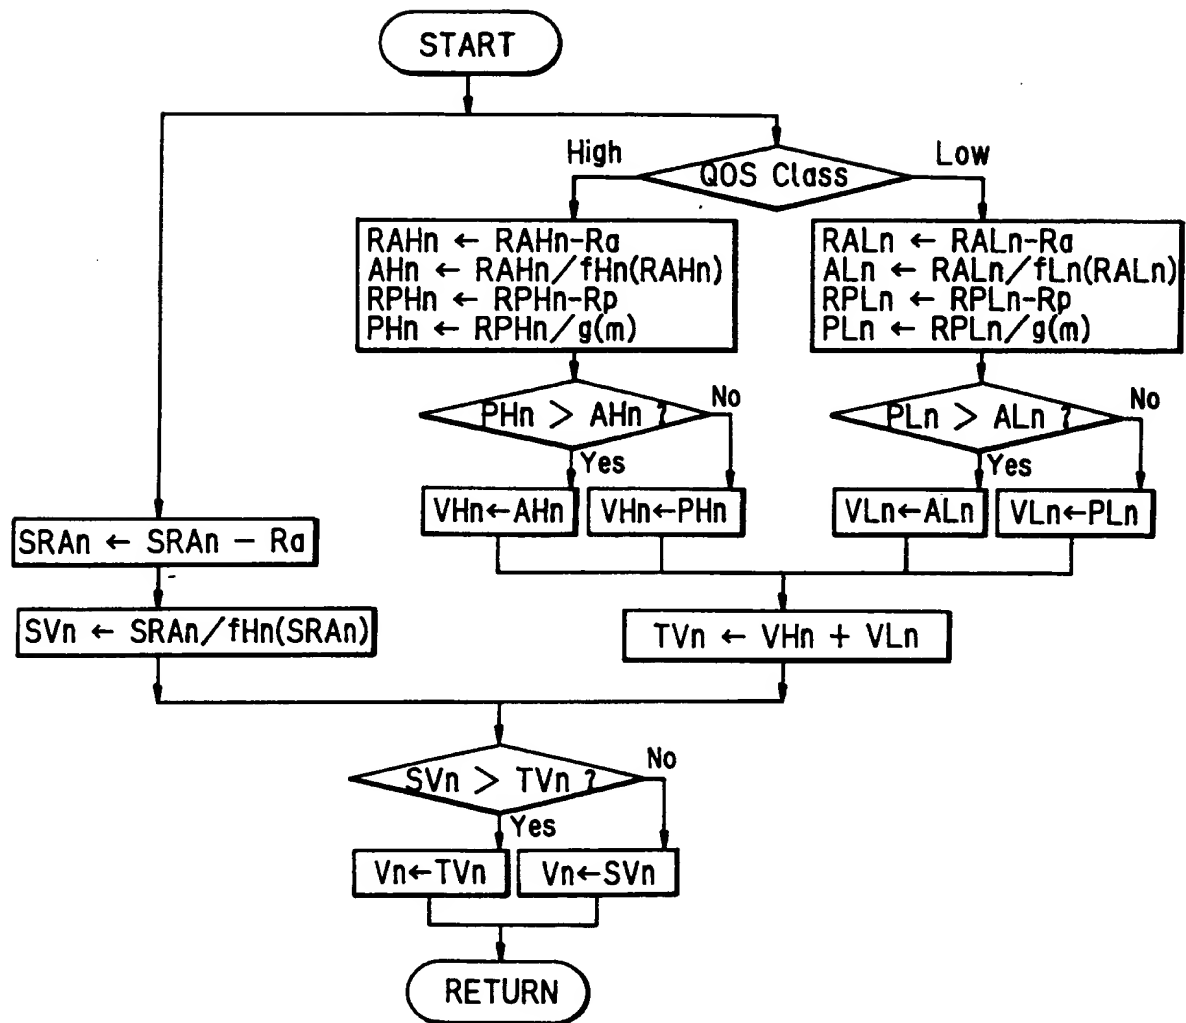 START
High
QOS Class
Low
RAHn ← RAHn-Ra
AHn ← RAHn/fHn(RAHn)
RPHn ← RPHn-Rp
PHn ← RPHn/g(m)
RALn ← RALn-Ra
ALn ← RALn/fLn(RALn)
RPLn ← RPLn-Rp
PLn ← RPLn/g(m)
PHn > AHn ?
No
Yes
PLn > ALn ?
No
Yes
VHn←AHn
VHn←PHn
VLn←ALn
VLn←PLn
SRAn ← SRAn - Ra
SVn ← SRAn/fHn(SRAn)
TVn ← VHn + VLn
SVn > TVn ?
No
Yes
Vn←TVn
Vn←SVn
RETURN